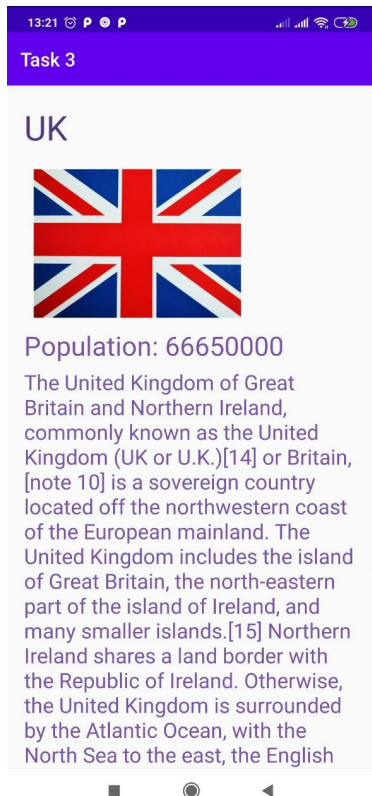 13:21
Task 3
UK
Population: 66650000
The United Kingdom of Great
Britain and Northern Ireland,
commonly known as the United
Kingdom (UK or U.K.)[14] or Britain,
[note 10] is a sovereign country
located off the northwestern coast
of the European mainland. The
United Kingdom includes the island
of Great Britain, the north-eastern
part of the island of Ireland, and
many smaller islands.[15] Northern
Ireland shares a land border with
the Republic of Ireland. Otherwise,
the United Kingdom is surrounded
by the Atlantic Ocean, with the
North Sea to the east, the English